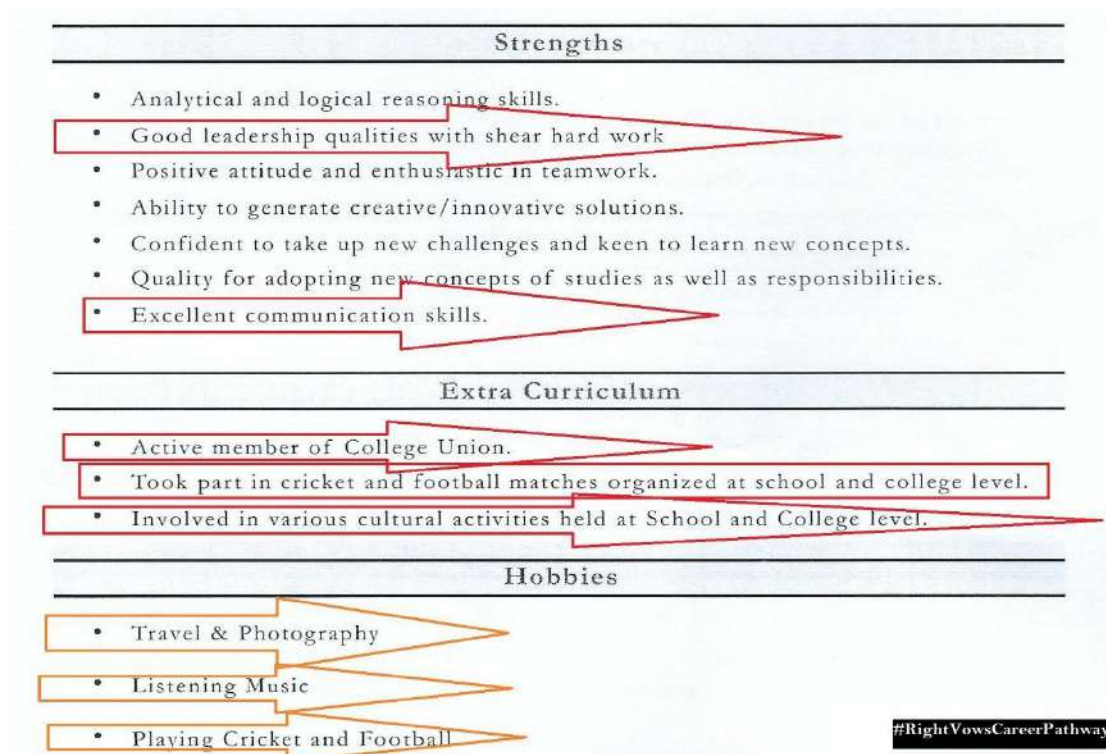 Strengths
• Analytical and logical reasoning skills.
• Good leadership qualities with shear hard work
• Positive attitude and enthusiastic in teamwork.
• Ability to generate creative/innovative solutions.
• Confident to take up new challenges and keen to learn new concepts.
• Quality for adopting new concepts of studies as well as responsibilities.
• Excellent communication skills.
Extra Curriculum
• Active member of College Union.
• Took part in cricket and football matches organized at school and college level.
• Involved in various cultural activities held at School and College level.
Hobbies
• Travel & Photography
• Listening Music
• Playing Cricket and Football
#RightVowsCareerPathway